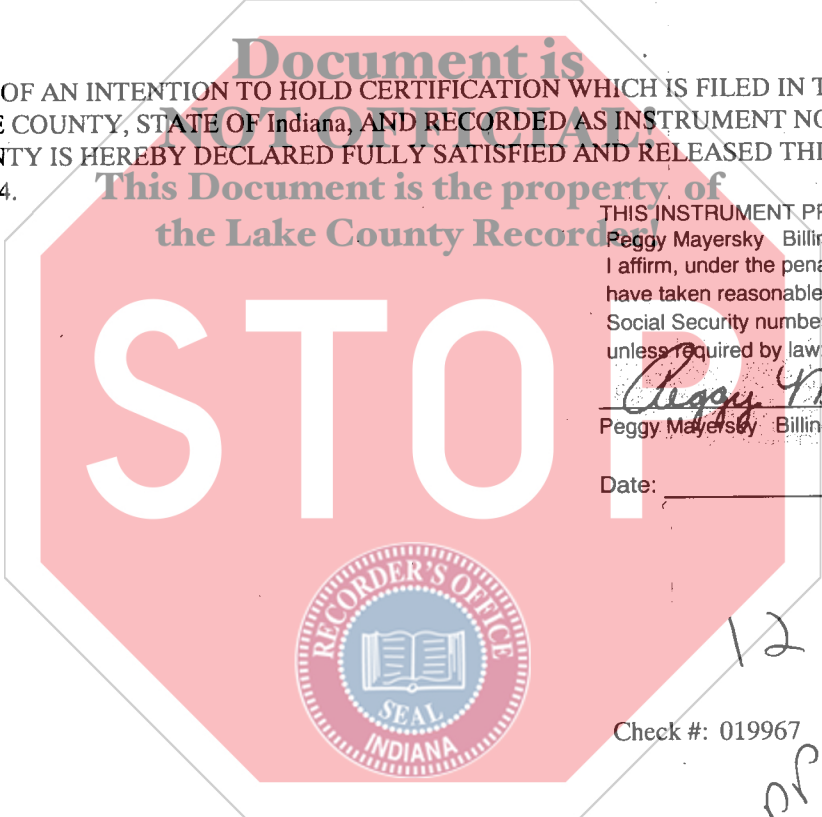 Document is
OF AN INTENTION TO HOLD CERTIFICATION WHICH IS FILED IN T
NOT OFFICIAL!
E COUNTY, STATE OF Indiana, AND RECORDED AS INSTRUMENT NO
NTY IS HEREBY DECLARED FULLY SATISFIED AND RELEASED THI
4.
This Document is the property of
the Lake County Recorder!
THIS INSTRUMENT PR
Peggy Mayersky Billin
I affirm, under the pena
have taken reasonable
Social Security numbe
unless required by law
Peggy M
Peggy Mayersky Billin
Date:
STOP
RECORDER'S OFFICE
SEAL
INDIANA
12
Check #: 019967